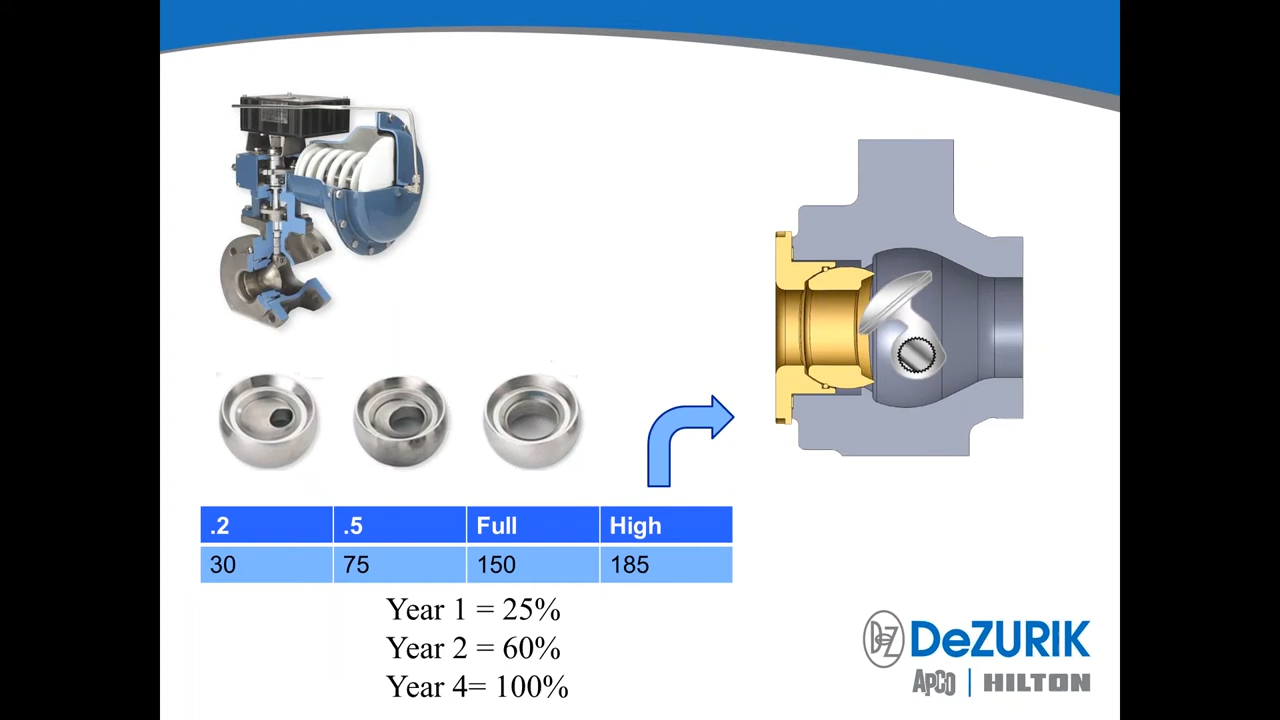 .2 .5 Full High
30 75 150 185
Year 1 = 25%
Year 2 = 60%
Year 4= 100%
DeZ DeZURIK
APCO | HILTON